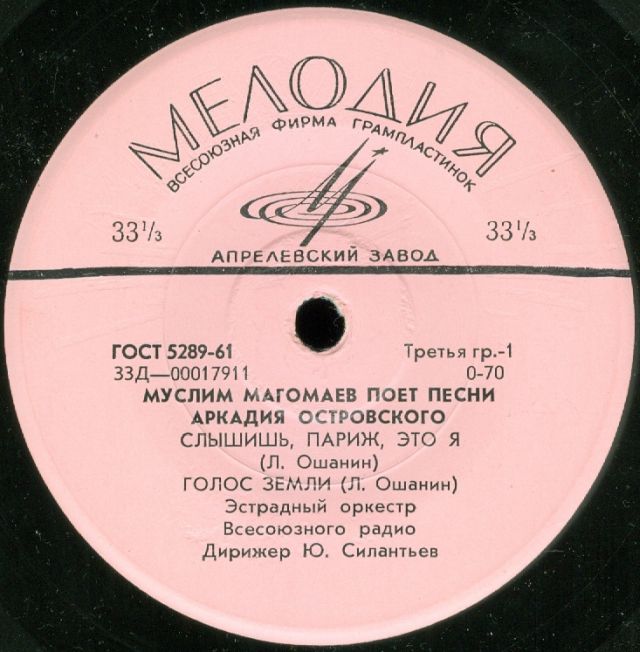 МЕЛОДИЯ
ВСЕСОЮЗНАЯ ФИРМА ГРАМПЛАСТИНОК
33⅓ 33⅓
АПРЕЛЕВСКИЙ ЗАВОД
ГОСТ 5289-61 Третья гр.-1
33Д—00017911 0-70
МУСЛИМ МАГОМАЕВ ПОЕТ ПЕСНИ
АРКАДИЯ ОСТРОВСКОГО
СЛЫШИШЬ, ПАРИЖ, ЭТО Я
(Л. Ошанин)
ГОЛОС ЗЕМЛИ (Л. Ошанин)
Эстрадный оркестр
Всесоюзного радио
Дирижер Ю. Силантьев